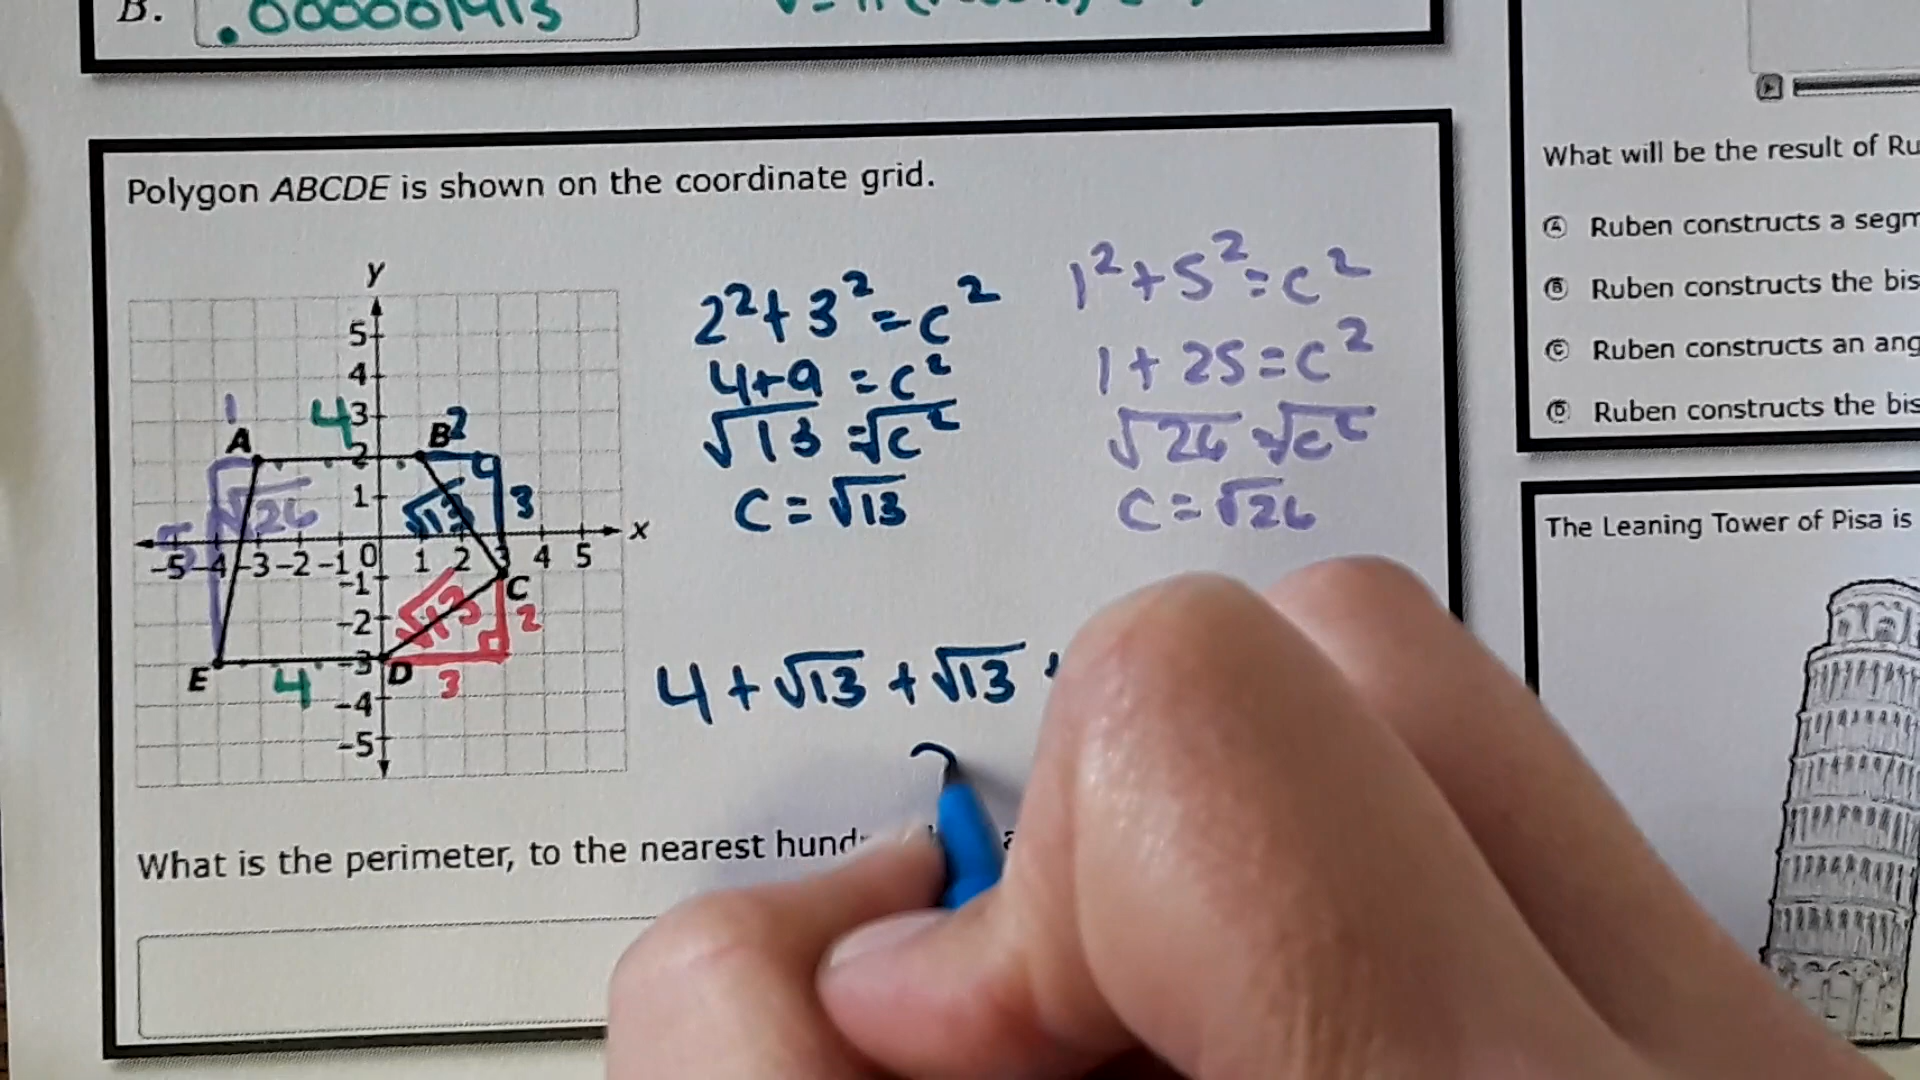 B. .000001413
Polygon ABCDE is shown on the coordinate grid.
y
5
4
3
2
1
0
-5 -4 -3 -2 -1 0 1 2 3 4 5 x
-1
-2
-3
-4
-5
A
B
C
D
E
1
4
2
5
√26
√13
3
√13
2
4
3
2² + 3² = c²
4 + 9 = c²
√13 = √c²
c = √13
1² + 5² = c²
1 + 25 = c²
√26 = √c²
c = √26
4 + √13 + √13 +
What is the perimeter, to the nearest
What will be the result of Ru
A Ruben constructs a segm
B Ruben constructs the bis
C Ruben constructs an ang
D Ruben constructs the bis
The Leaning Tower of Pisa is